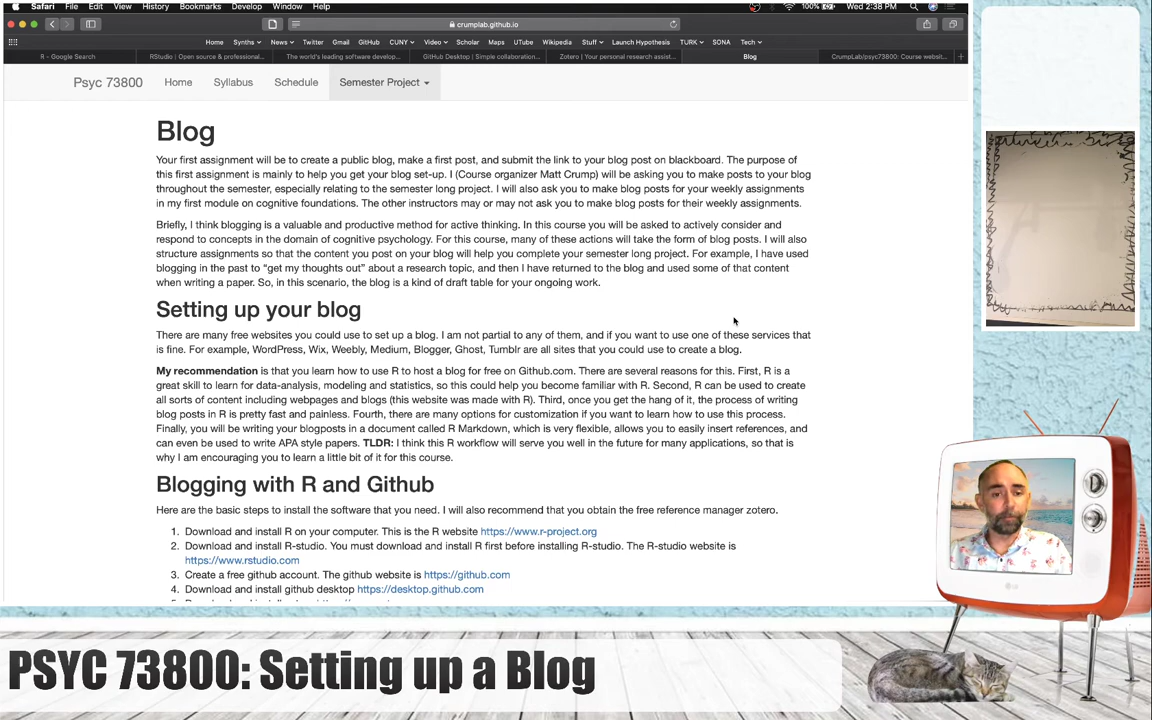 Safari File Edit View History Bookmarks Develop Window Help 100% Wed 2:38 PM
crumplab.github.io
Home Synths News Twitter Gmail GitHub CUNY Video Scholar Maps UTube Wikipedia Stuff Launch Hypothesis TURK SONA Tech
R - Google Search RStudio | Open source & professional... The world's leading software develop... GitHub Desktop | Simple collaboration... Zotero | Your personal research assist... Blog CrumpLab/psyc73800: Course websit...
Psyc 73800 Home Syllabus Schedule Semester Project
Blog
Your first assignment will be to create a public blog, make a first post, and submit the link to your blog post on blackboard. The purpose of
this first assignment is mainly to help you get your blog set-up. I (Course organizer Matt Crump) will be asking you to make posts to your blog
throughout the semester, especially relating to the semester long project. I will also ask you to make blog posts for your weekly assignments
in my first module on cognitive foundations. The other instructors may or may not ask you to make blog posts for their weekly assignments.
Briefly, I think blogging is a valuable and productive method for active thinking. In this course you will be asked to actively consider and
respond to concepts in the domain of cognitive psychology. For this course, many of these actions will take the form of blog posts. I will also
structure assignments so that the content you post on your blog will help you complete your semester long project. For example, I have used
blogging in the past to “get my thoughts out” about a research topic, and then I have returned to the blog and used some of that content
when writing a paper. So, in this scenario, the blog is a kind of draft table for your ongoing work.
Setting up your blog
There are many free websites you could use to set up a blog. I am not partial to any of them, and if you want to use one of these services that
is fine. For example, WordPress, Wix, Weebly, Medium, Blogger, Ghost, Tumblr are all sites that you could use to create a blog.
My recommendation is that you learn how to use R to host a blog for free on Github.com. There are several reasons for this. First, R is a
great skill to learn for data-analysis, modeling and statistics, so this could help you become familiar with R. Second, R can be used to create
all sorts of content including webpages and blogs (this website was made with R). Third, once you get the hang of it, the process of writing
blog posts in R is pretty fast and painless. Fourth, there are many options for customization if you want to learn how to use this process.
Finally, you will be writing your blogposts in a document called R Markdown, which is very flexible, allows you to easily insert references, and
can even be used to write APA style papers. TLDR: I think this R workflow will serve you well in the future for many applications, so that is
why I am encouraging you to learn a little bit of it for this course.
Blogging with R and Github
Here are the basic steps to install the software that you need. I will also recommend that you obtain the free reference manager zotero.
1. Download and install R on your computer. This is the R website https://www.r-project.org
2. Download and install R-studio. You must download and install R first before installing R-studio. The R-studio website is
https://www.rstudio.com
3. Create a free github account. The github website is https://github.com
4. Download and install github desktop https://desktop.github.com
LG
PSYC 73800: Setting up a Blog